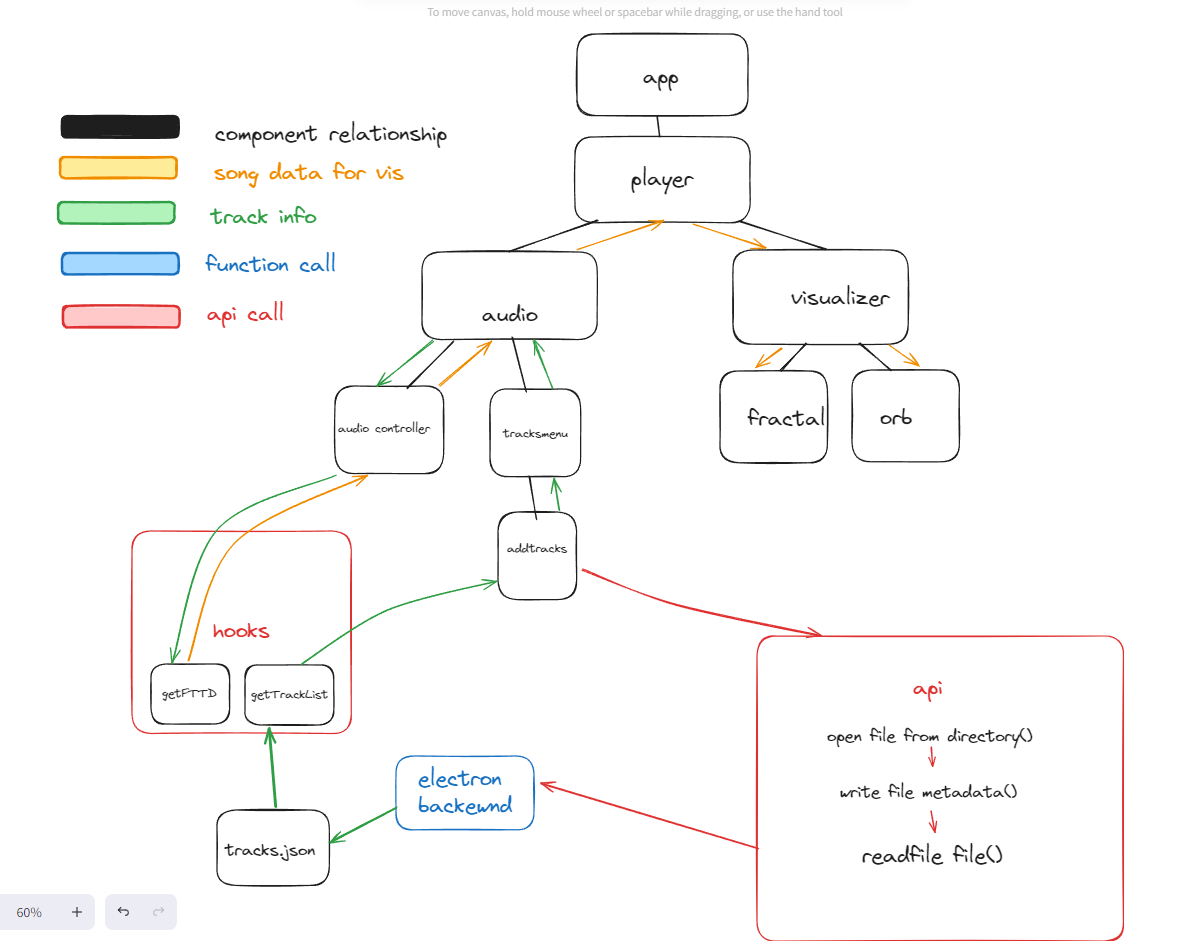 To move canvas, hold mouse wheel or spacebar while dragging, or use the hand tool
app
component relationship
song data for vis
player
track info
function call
api call
audio
visualizer
audio controller
tracksmenu
fractal
orb
addtracks
hooks
getFTTD
getTrackList
api
open file from directory()
write file metadata()
readfile file()
electron
backewnd
tracks.json
60%